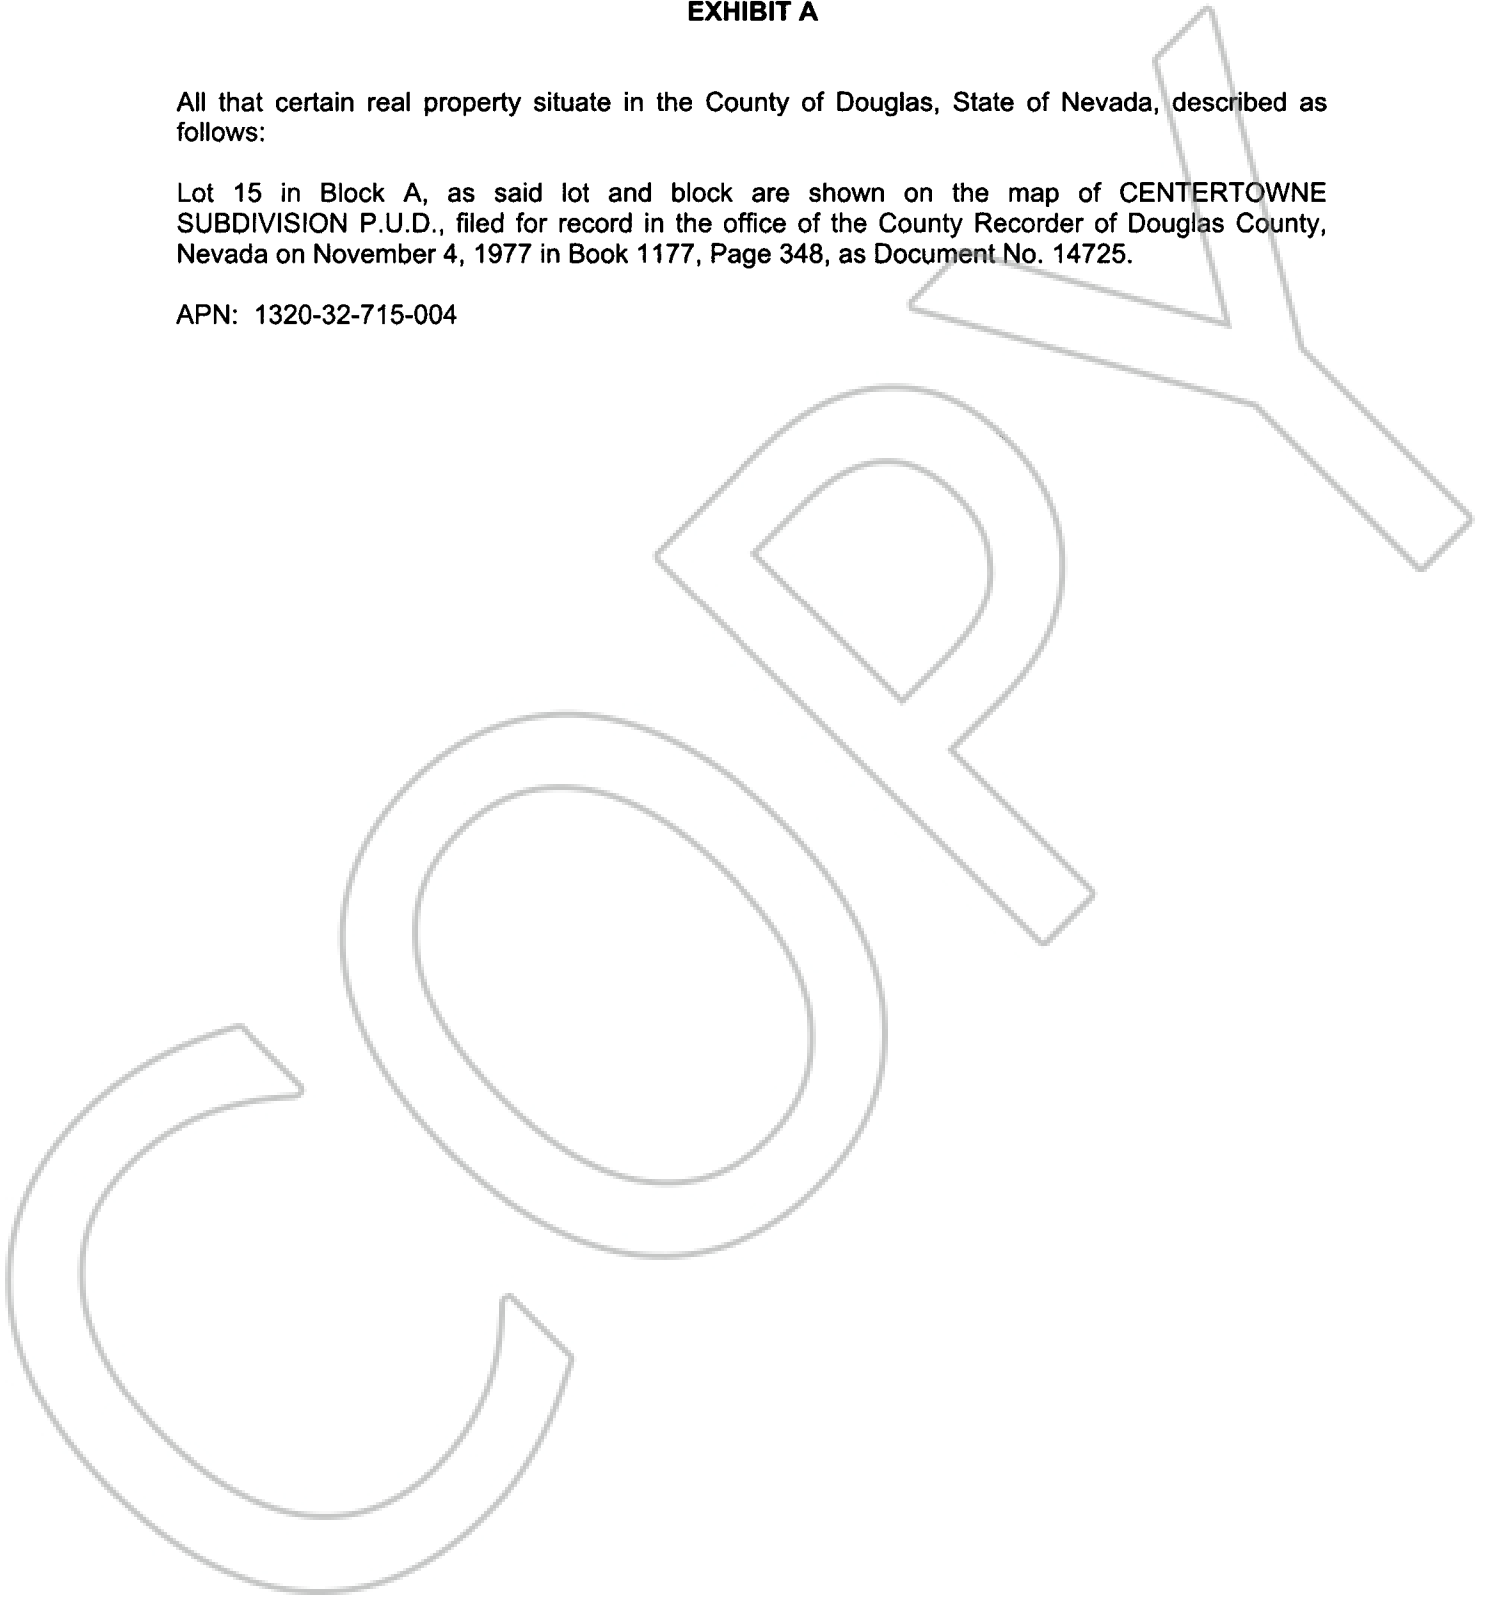 EXHIBIT A
All that certain real property situate in the County of Douglas, State of Nevada, described as
follows:
Lot 15 in Block A, as said lot and block are shown on the map of CENTERTOWNE
SUBDIVISION P.U.D., filed for record in the office of the County Recorder of Douglas County,
Nevada on November 4, 1977 in Book 1177, Page 348, as Document No. 14725.
APN: 1320-32-715-004
COPY